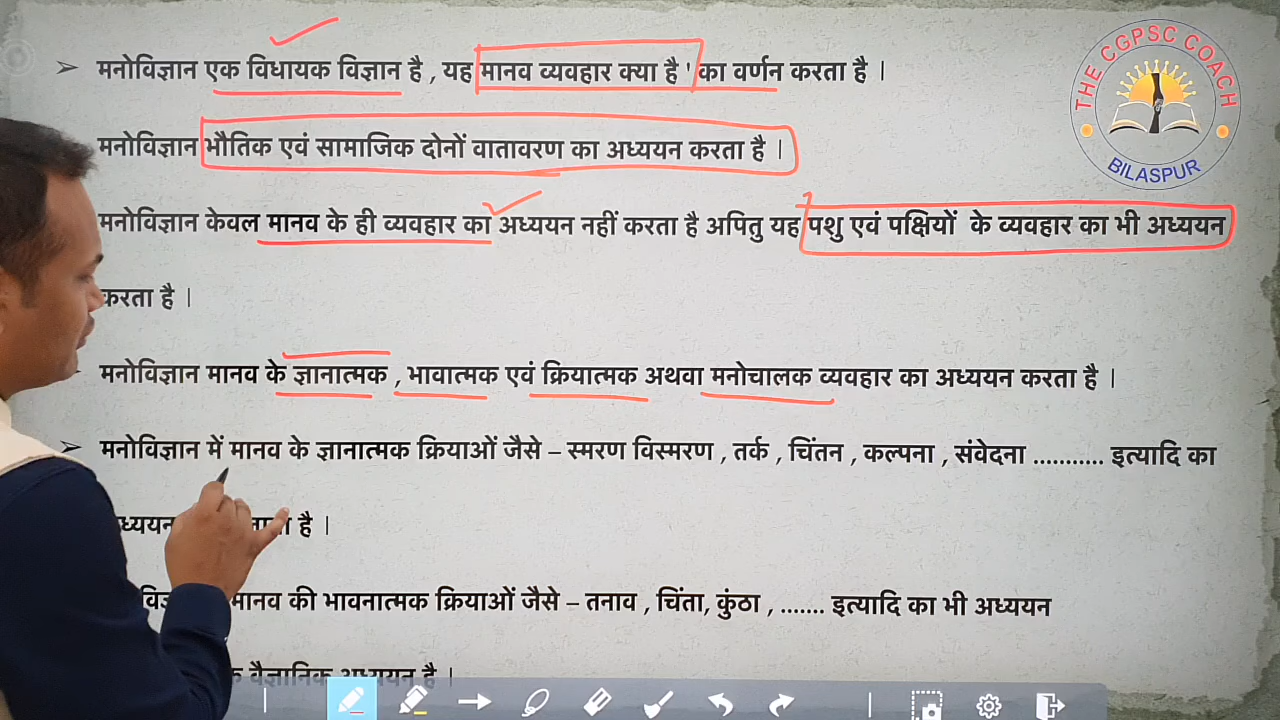 ➢ मनोविज्ञान एक विधायक विज्ञान है , यह मानव व्यवहार क्या है ' का वर्णन करता है ।
मनोविज्ञान भौतिक एवं सामाजिक दोनों वातावरण का अध्ययन करता है ।
मनोविज्ञान केवल मानव के ही व्यवहार का अध्ययन नहीं करता है अपितु यह पशु एवं पक्षियों के व्यवहार का भी अध्ययन
करता है ।
मनोविज्ञान मानव के ज्ञानात्मक , भावात्मक एवं क्रियात्मक अथवा मनोचालक व्यवहार का अध्ययन करता है ।
➢ मनोविज्ञान में मानव के ज्ञानात्मक क्रियाओं जैसे – स्मरण विस्मरण , तर्क , चिंतन , कल्पना , संवेदना ........... इत्यादि का
है ।
मानव की भावनात्मक क्रियाओं जैसे – तनाव , चिंता, कुंठा , ....... इत्यादि का भी अध्ययन
वैज्ञानिक अध्ययन है ।
THE CGPSC COACH
BILASPUR